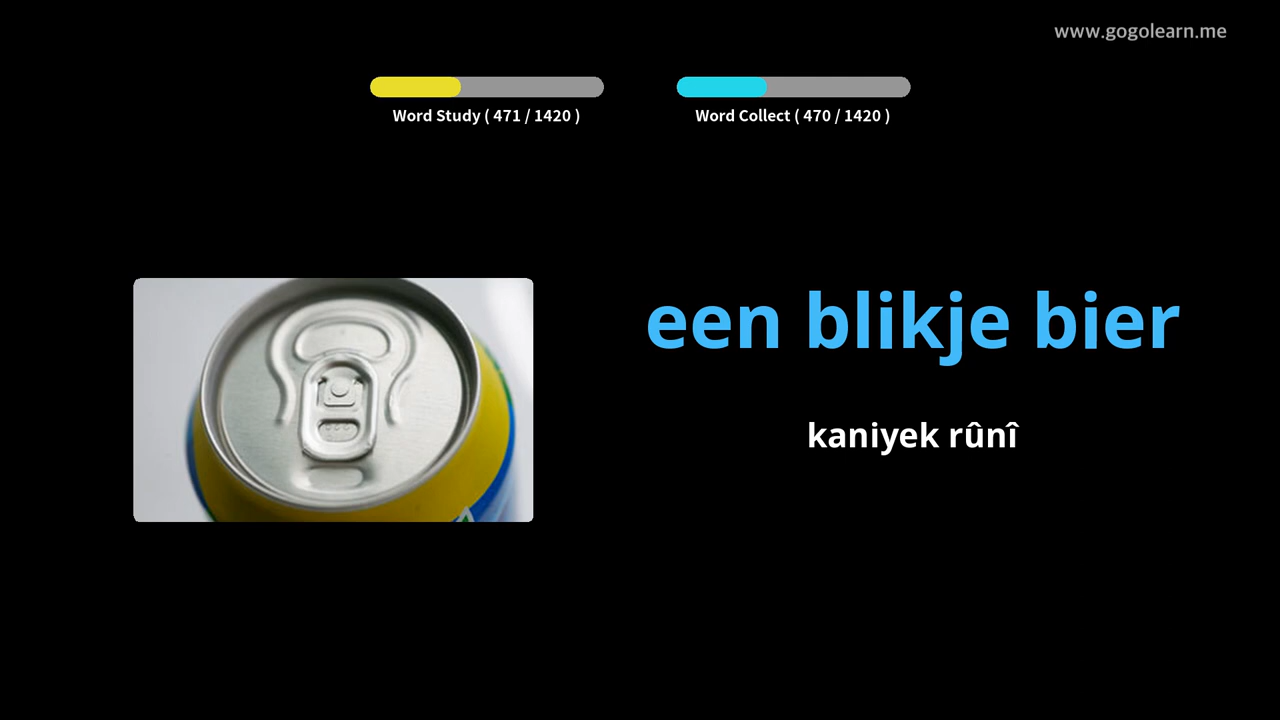 www.gogolearn.me
Word Study ( 471 / 1420 )
Word Collect ( 470 / 1420 )
een blikje bier
kaniyek rûnî